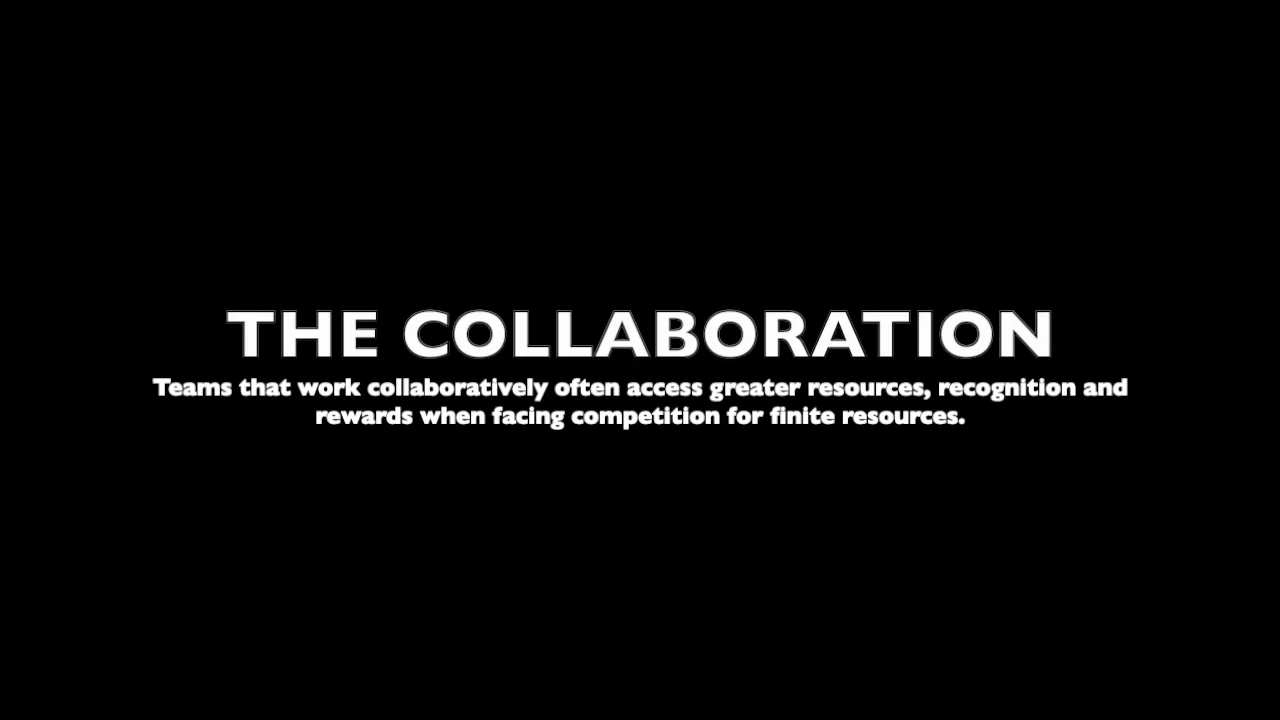 THE COLLABORATION
Teams that work collaboratively often access greater resources, recognition and
rewards when facing competition for finite resources.